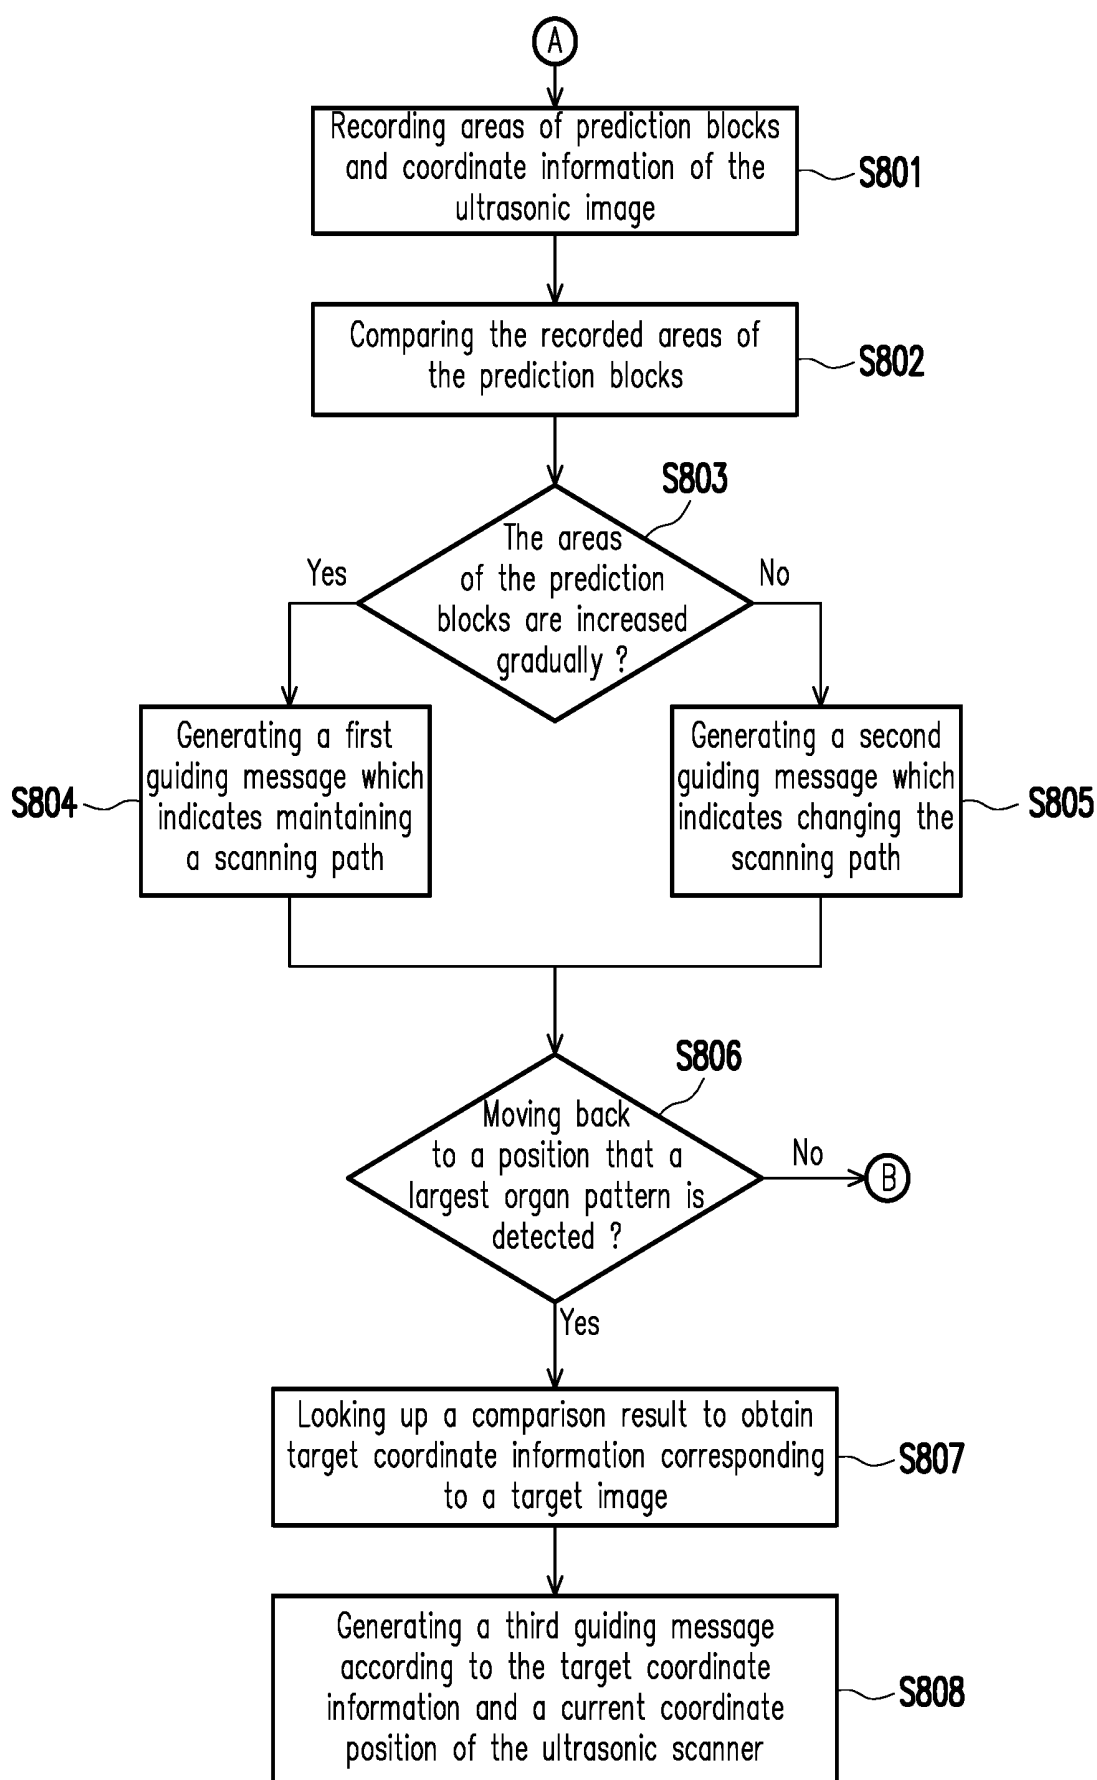 A
Recording areas of prediction blocks
and coordinate information of the
ultrasonic image
S801
Comparing the recorded areas of
the prediction blocks
S802
S803
The areas
of the prediction
blocks are increased
gradually ?
Yes
No
Generating a first
guiding message which
indicates maintaining
a scanning path
S804
Generating a second
guiding message which
indicates changing the
scanning path
S805
S806
Moving back
to a position that a
largest organ pattern is
detected ?
No
B
Yes
Looking up a comparison result to obtain
target coordinate information corresponding
to a target image
S807
Generating a third guiding message
according to the target coordinate
information and a current coordinate
position of the ultrasonic scanner
S808